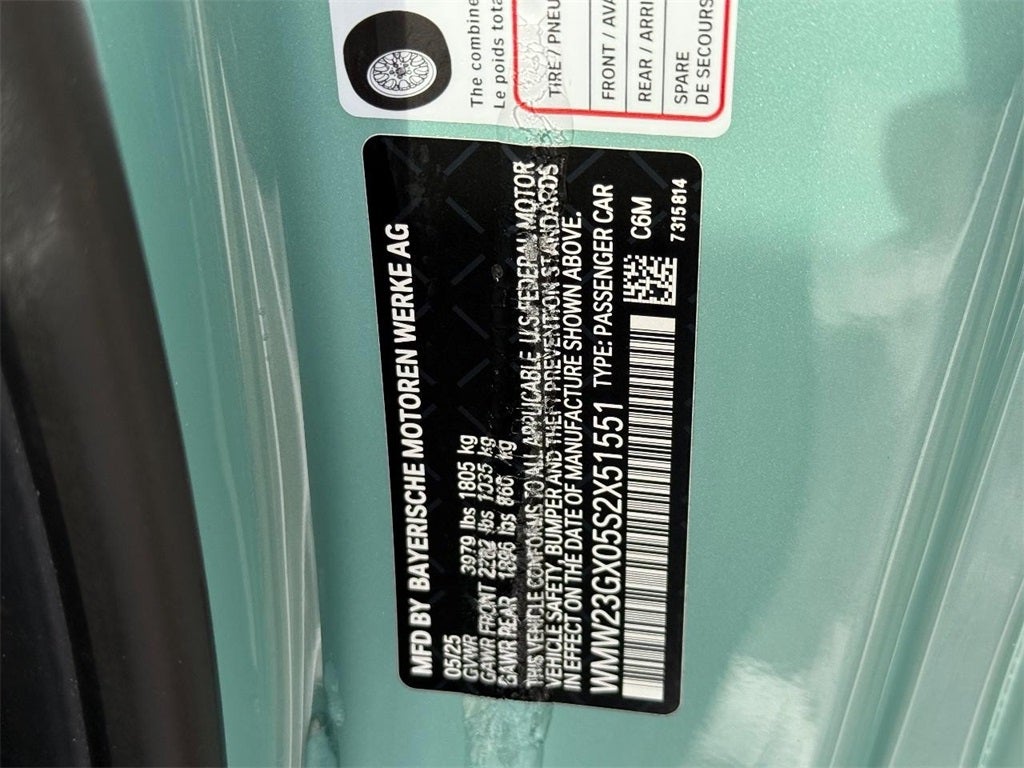 The combine
Le poids tota
TIRE / PNEU
FRONT / AVA
REAR / ARRI
SPARE
DE SECOURS
MFD BY BAYERISCHE MOTOREN WERKE AG
05/25
GVWR 3979 lbs 1805 kg
GAWR FRONT 2282 lbs 1035 kg
GAWR REAR 1896 lbs 860 kg
THIS VEHICLE CONFORMS TO ALL APPLICABLE U.S. FEDERAL MOTOR
VEHICLE SAFETY, BUMPER AND THEFT PREVENTION STANDARDS
IN EFFECT ON THE DATE OF MANUFACTURE SHOWN ABOVE.
WMW23GX05S2X51551 TYPE: PASSENGER CAR
C6M
7315814